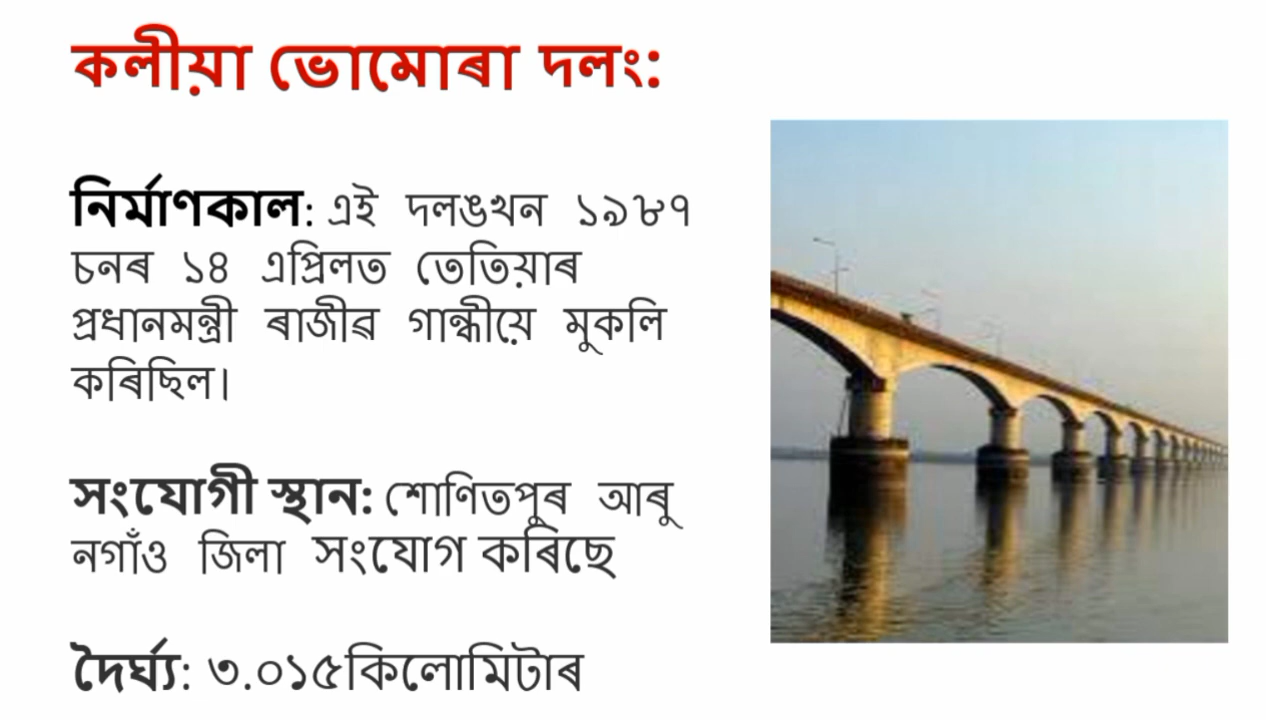 কলীয়া ভোমোৰা দলং:
নিৰ্মাণকাল: এই দলঙখন ১৯৮৭
চনৰ ১৪ এপ্ৰিলত তেতিয়াৰ
প্ৰধানমন্ত্ৰী ৰাজীৱ গান্ধীয়ে মুকলি
কৰিছিল।
সংযোগী স্থান: শোণিতপুৰ আৰু
নগাঁও জিলা সংযোগ কৰিছে
দৈৰ্ঘ্য: ৩.০১৫কিলোমিটাৰ